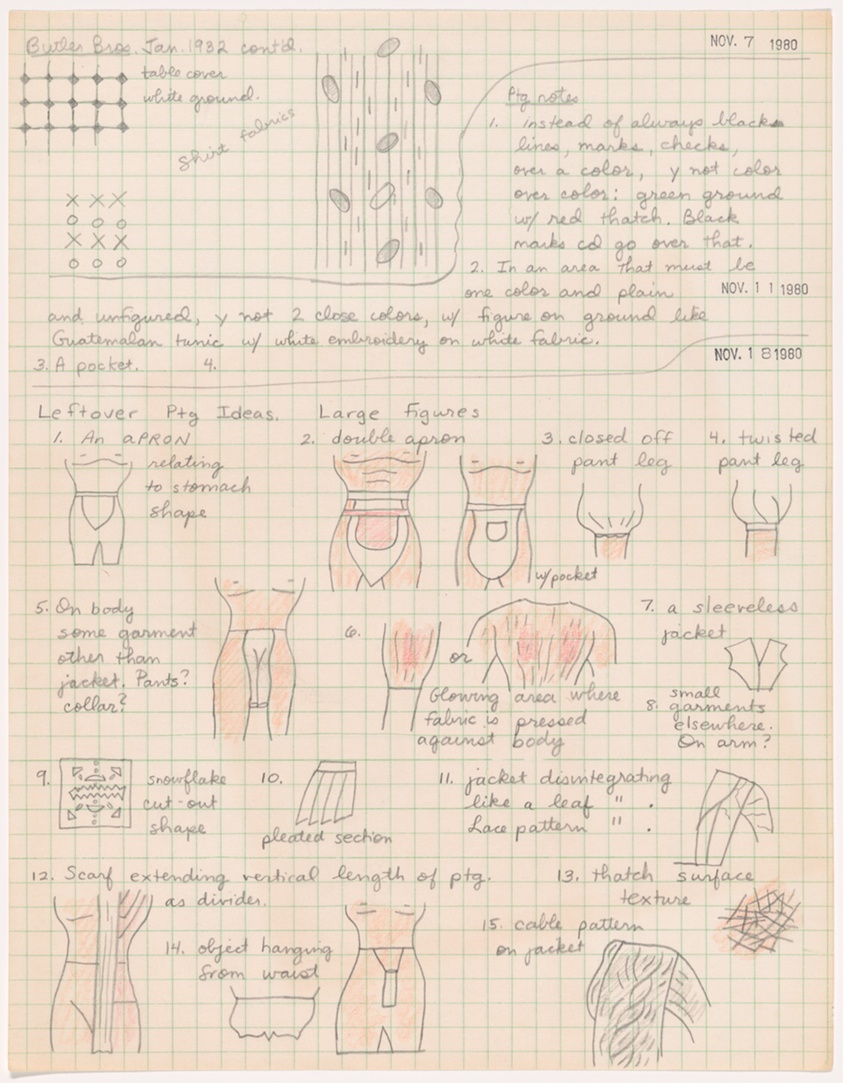 Butler Bros. Jan. 1932 cont'd.
table cover
white ground.
shirt fabrics
x x x
o o o
x x x
o o o
NOV. 7 1980
Ptg notes
1. instead of always black
lines, marks, checks,
over a color, y not color
over color: green ground
w/ red thatch. Black
marks cd go over that.
2. In an area that must be
one color and plain
NOV. 11 1980
and unfigured, y not 2 close colors, w/ figure on ground like
Guatemalan tunic w/ white embroidery on white fabric.
3. A pocket. 4.
NOV. 18 1980
Leftover Ptg Ideas. Large figures
1. An APRON
relating
to stomach
shape
2. double apron
w/pocket
3. closed off
pant leg
4. twisted
pant leg
5. On body
some garment
other than
jacket. Pants?
collar?
6.
or
Glowing area where
fabric is pressed
against body
7. a sleeveless
jacket
8. small
garments
elsewhere.
On arm?
9.
snowflake
cut-out
shape
10.
pleated section
11. jacket disintegrating
like a leaf " .
Lace pattern " .
12. Scarf extending vertical length of ptg.
as divider.
13. thatch surface
texture
14. object hanging
from waist
15. cable pattern
on jacket